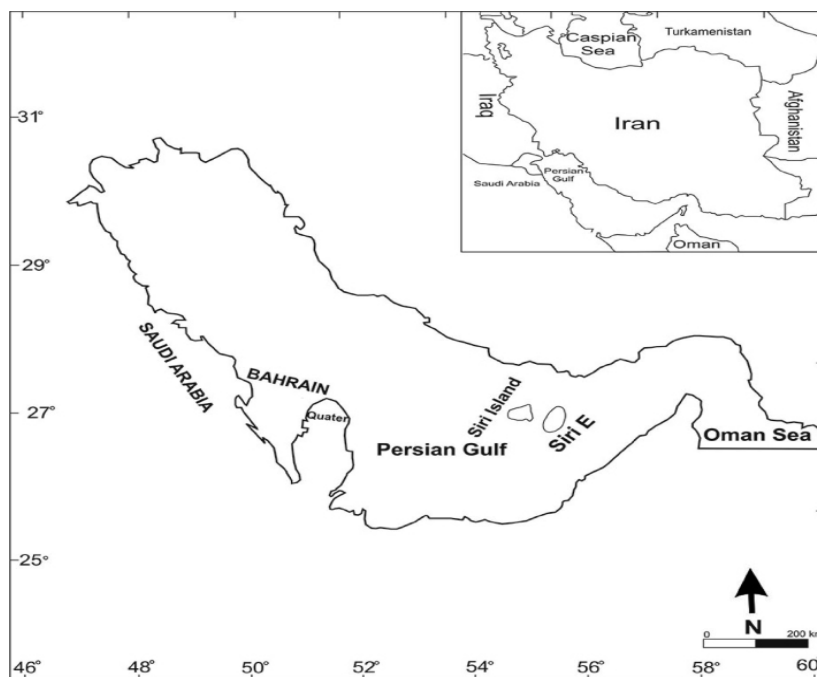 Caspian
Sea
Turkamenistan
Iraq
Iran
Afghanistan
Persian
Gulf
Saudi Arabia
Oman
31°
29°
27°
25°
SAUDI ARABIA
BAHRAIN
Quater
Persian Gulf
Siri Island
Siri E
Oman Sea
N
0 200 km
46° 48° 50° 52° 54° 56° 58° 60